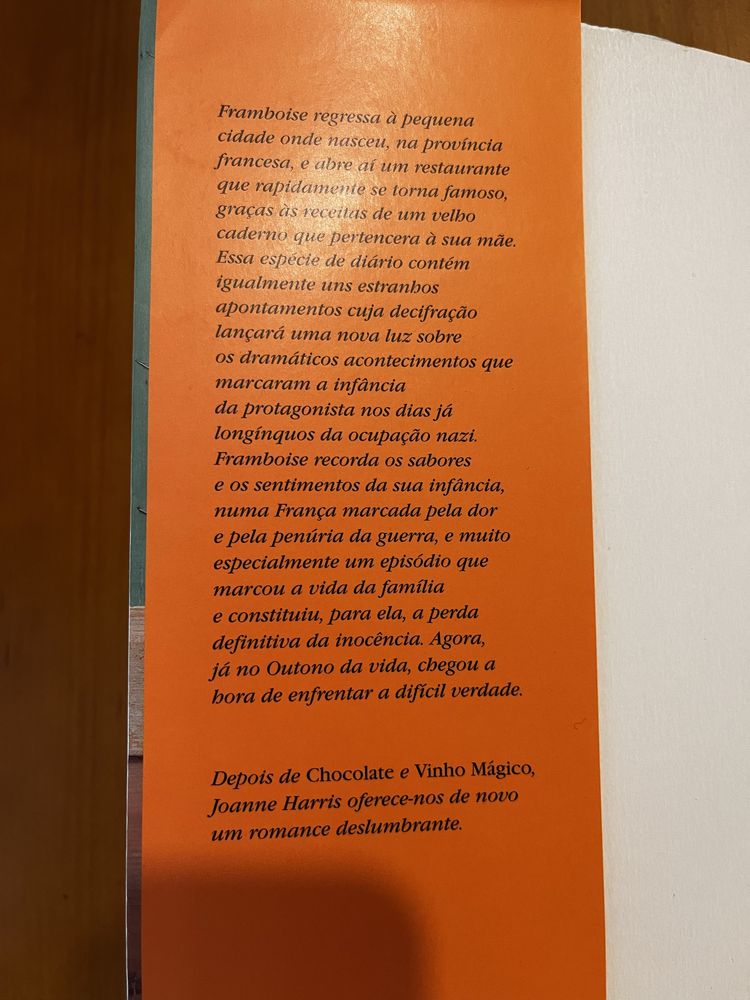 Framboise regressa à pequena
cidade onde nasceu, na província
francesa, e abre aí um restaurante
que rapidamente se torna famoso,
graças às receitas de um velho
caderno que pertencera à sua mãe.
Essa espécie de diário contém
igualmente uns estranhos
apontamentos cuja decifração
lançará uma nova luz sobre
os dramáticos acontecimentos que
marcaram a infância
da protagonista nos dias já
longínquos da ocupação nazi.
Framboise recorda os sabores
e os sentimentos da sua infância,
numa França marcada pela dor
e pela penúria da guerra, e muito
especialmente um episódio que
marcou a vida da família
e constituiu, para ela, a perda
definitiva da inocência. Agora,
já no Outono da vida, chegou a
hora de enfrentar a difícil verdade.
Depois de Chocolate e Vinho Mágico,
Joanne Harris oferece-nos de novo
um romance deslumbrante.